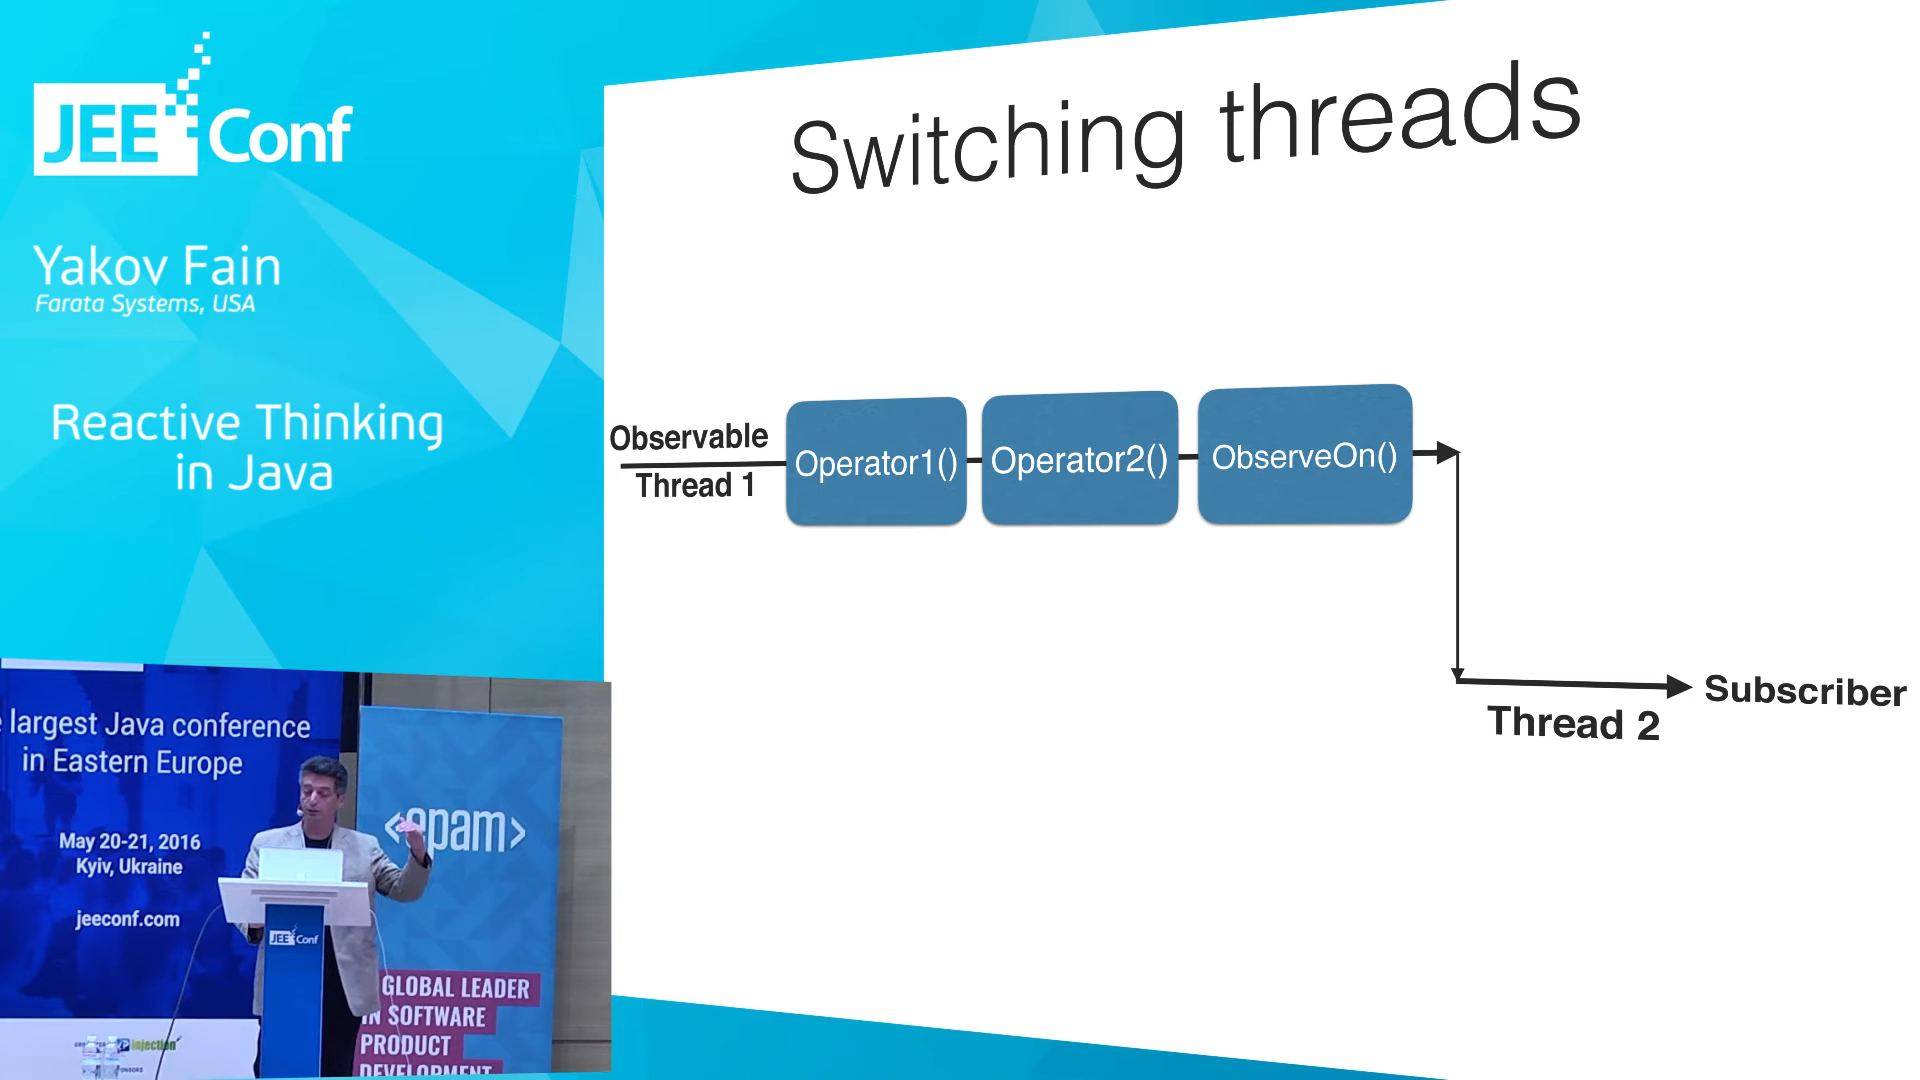 JEE Conf
Yakov Fain
Farata Systems, USA
Reactive Thinking
in Java
Switching threads
Observable
Thread 1
Operator1()
Operator2()
ObserveOn()
Thread 2
Subscriber
largest Java conference
in Eastern Europe
May 20-21, 2016
Kyiv, Ukraine
jeeconf.com
<epam>
JEE Conf
GLOBAL LEADER
IN SOFTWARE
PRODUCT
DEVELOPMENT
injection